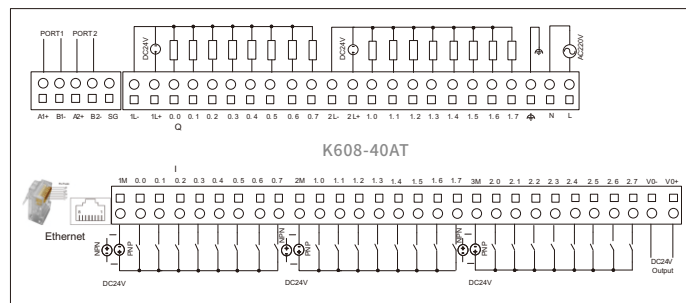 PORT1 PORT2
DC24V DC24V AC220V
A1+ B1- A2+ B2- SG 1L- 1L+ 0.0 0.1 0.2 0.3 0.4 0.5 0.6 0.7 2L- 2L+ 1.0 1.1 1.2 1.3 1.4 1.5 1.6 1.7 N L
Q
K608-40AT
I
1M 0.0 0.1 0.2 0.3 0.4 0.5 0.6 0.7 2M 1.0 1.1 1.2 1.3 1.4 1.5 1.6 1.7 3M 2.0 2.1 2.2 2.3 2.4 2.5 2.6 2.7 V0- V0+
Ethernet
NPN PNP NPN PNP NPN PNP
DC24V DC24V DC24V
DC24V
Output